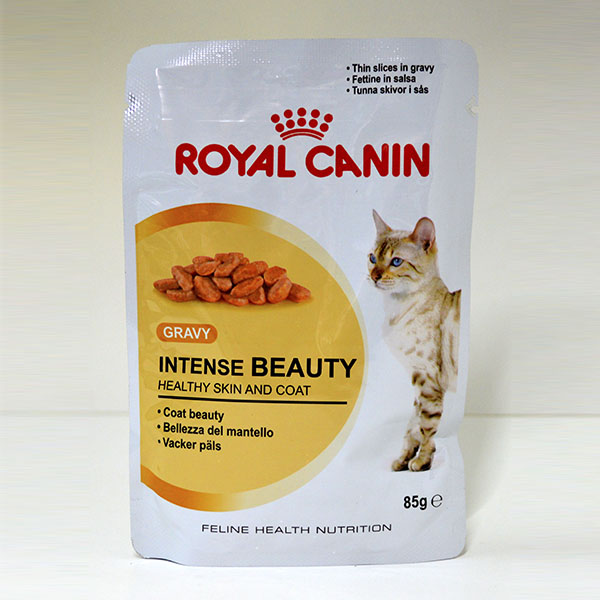 • Thin slices in gravy
• Fettine in salsa
• Tunna skivor i sås
ROYAL CANIN
GRAVY
INTENSE BEAUTY
HEALTHY SKIN AND COAT
• Coat beauty
• Bellezza del mantello
• Vacker päls
85g ℮
FELINE HEALTH NUTRITION